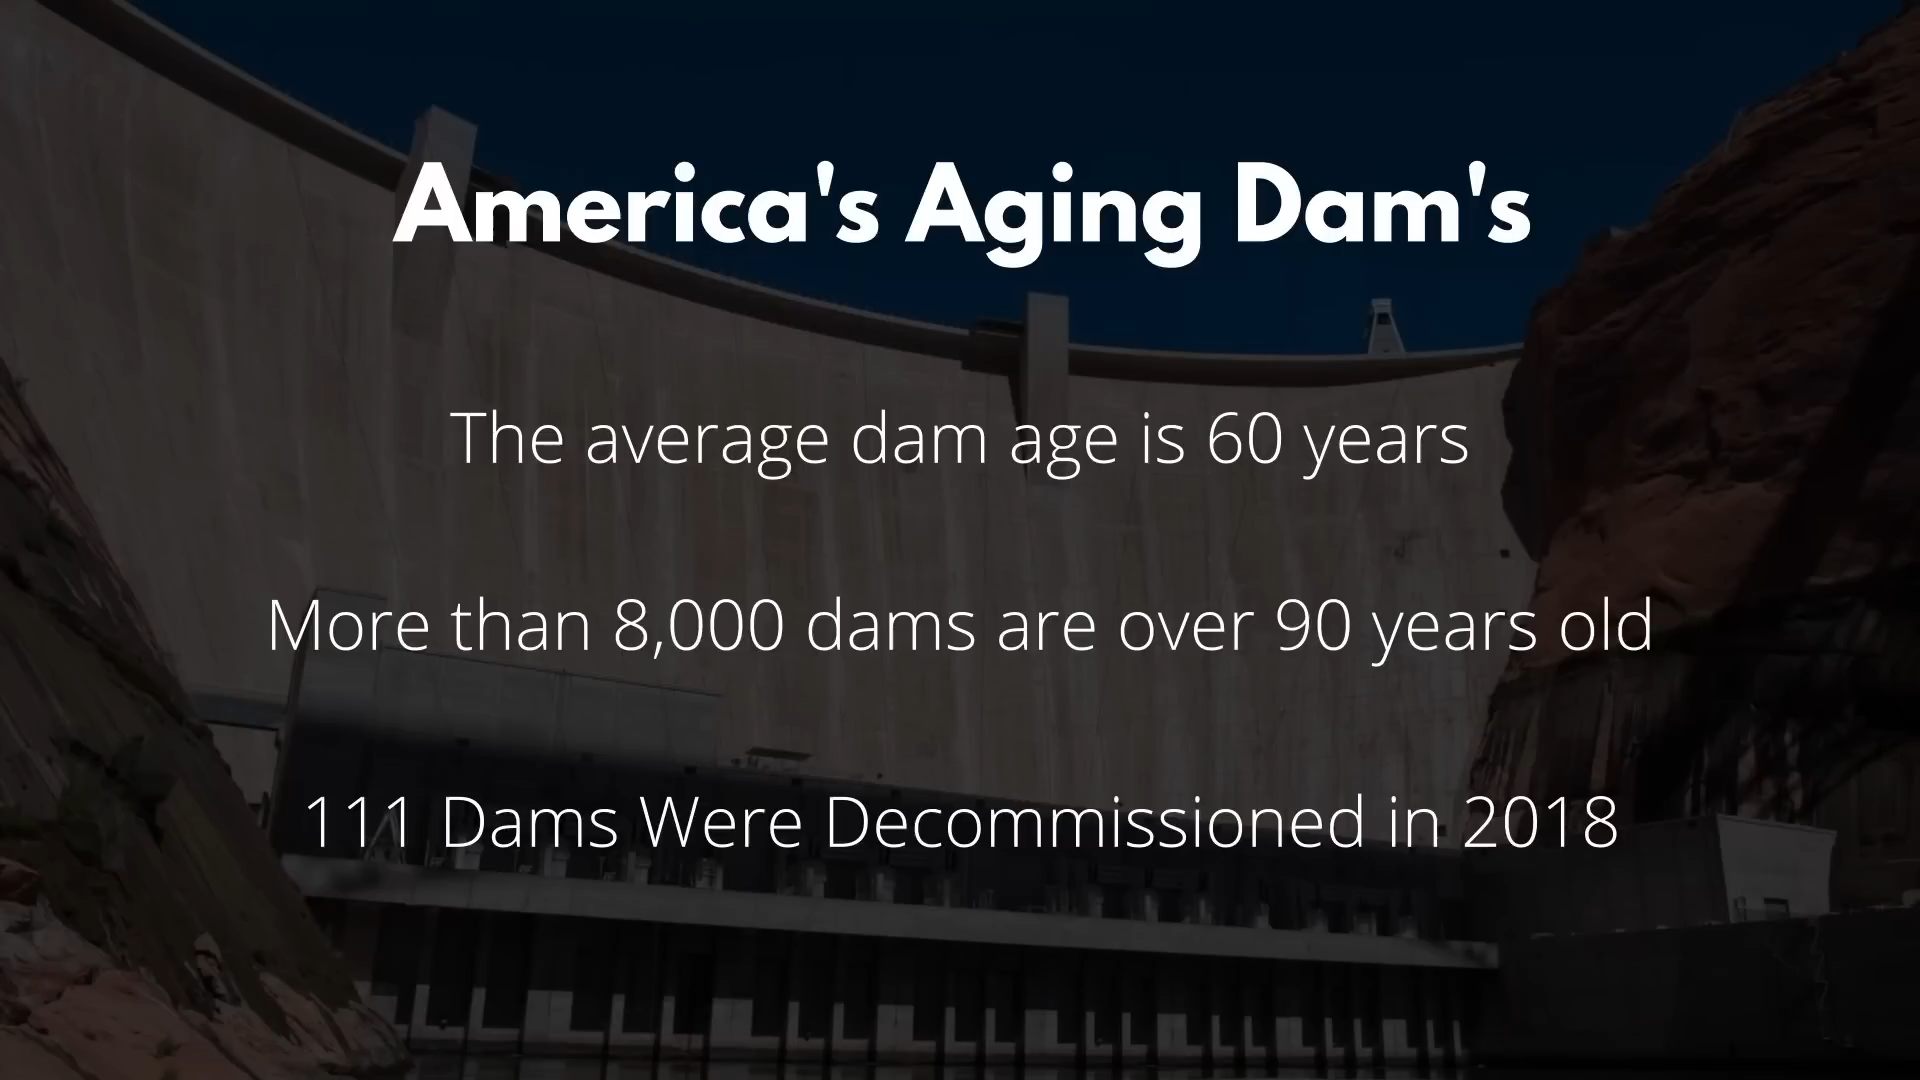 America's Aging Dam's
The average dam age is 60 years
More than 8,000 dams are over 90 years old
111 Dams Were Decommissioned in 2018